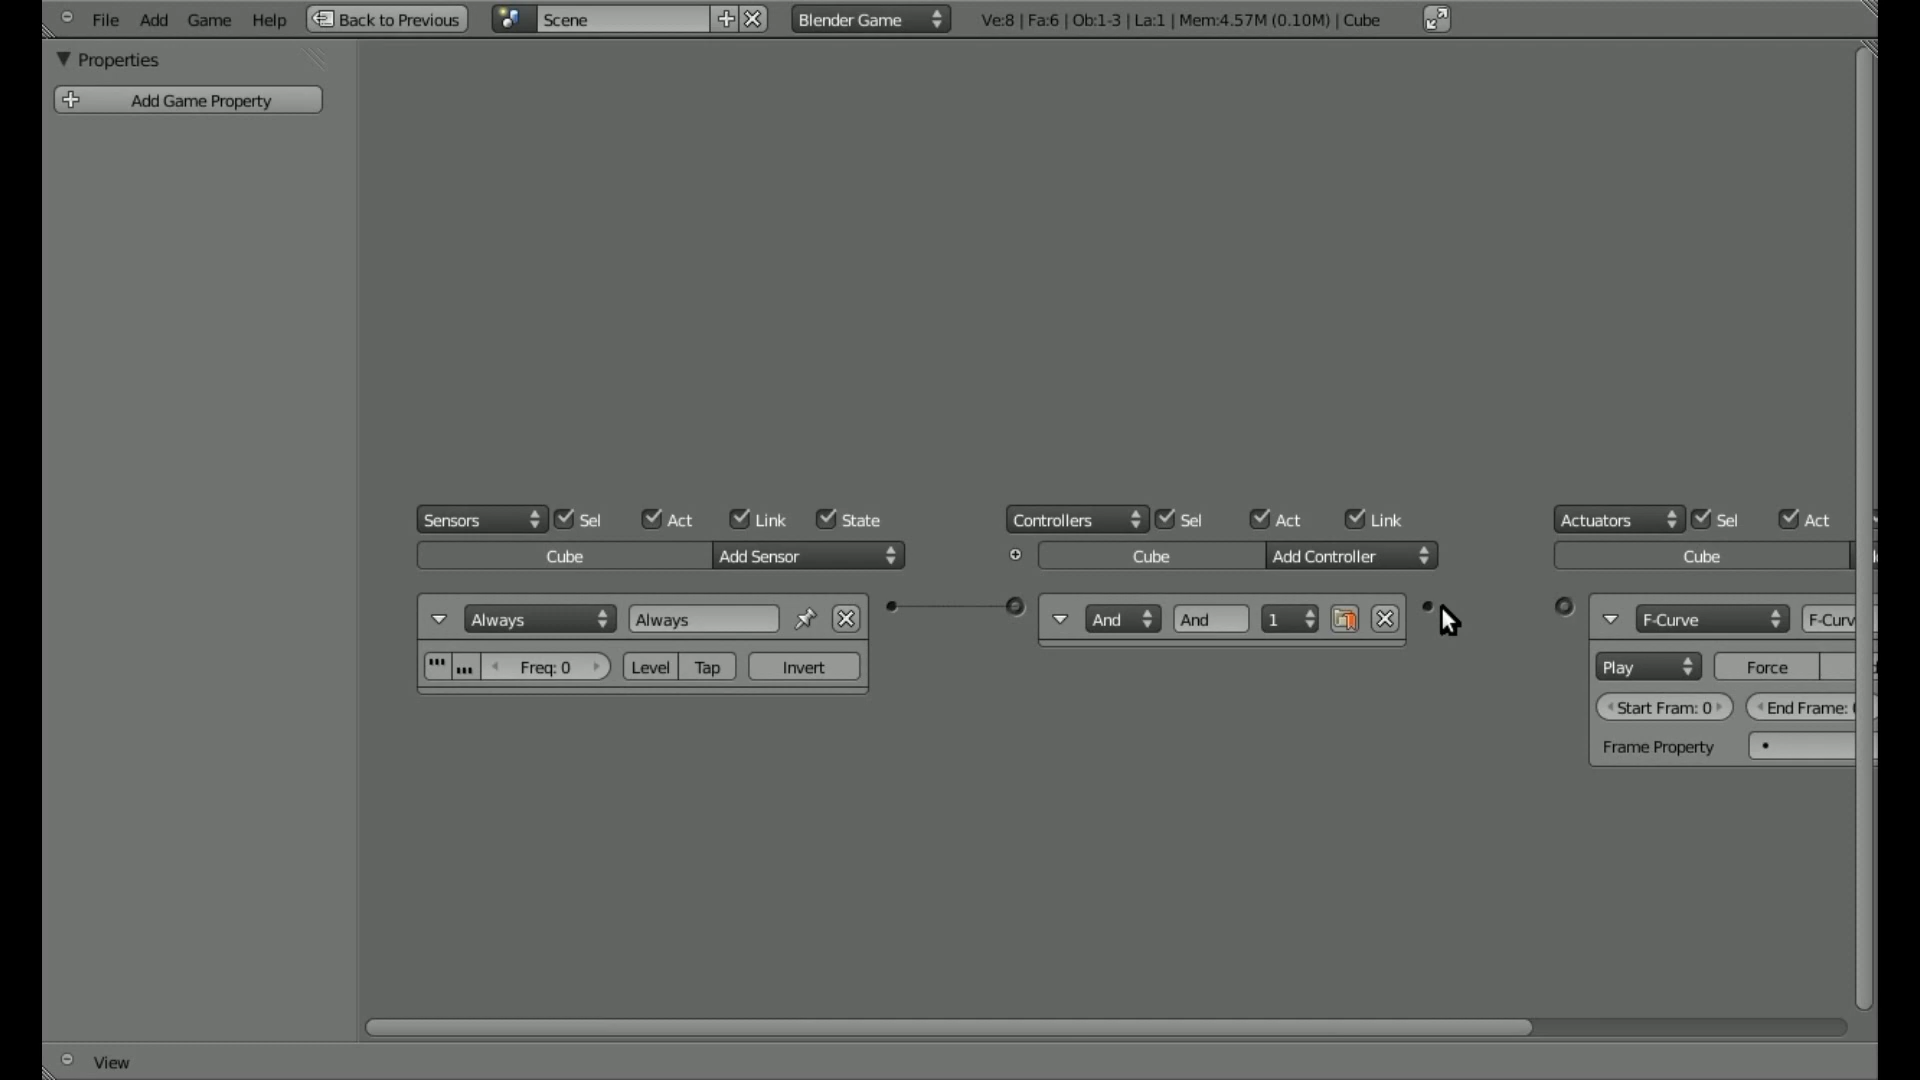 File Add Game Help Back to Previous Scene Blender Game Ve:8 | Fa:6 | Ob:1-3 | La:1 | Mem:4.57M (0.10M) | Cube
Properties
Add Game Property
Sensors Sel Act Link State Controllers Sel Act Link Actuators Sel Act
Cube Add Sensor Cube Add Controller Cube
Always Always And And 1 F-Curve F-Curv
Freq: 0 Level Tap Invert Play Force
Start Fram: 0 End Frame:
Frame Property
View